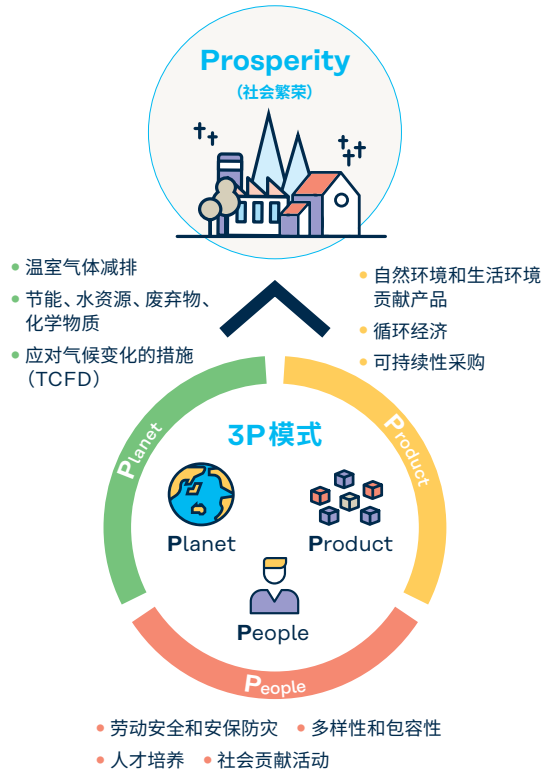 Prosperity
(社会繁荣)
• 温室气体减排
• 节能、水资源、废弃物、
化学物质
• 应对气候变化的措施
(TCFD)
• 自然环境和生活环境
贡献产品
• 循环经济
• 可持续性采购
Planet
Product
3P模式
Planet
Product
People
People
• 劳动安全和安保防灾 • 多样性和包容性
• 人才培养 • 社会贡献活动